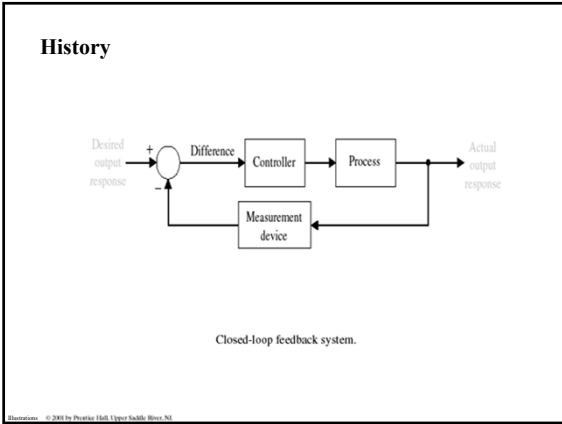 History
Desired
output
response
+
−
Difference
Controller
Process
Actual
output
response
Measurement
device
Closed-loop feedback system.
Illustrations © 2001 by Prentice Hall, Upper Saddle River, NJ.